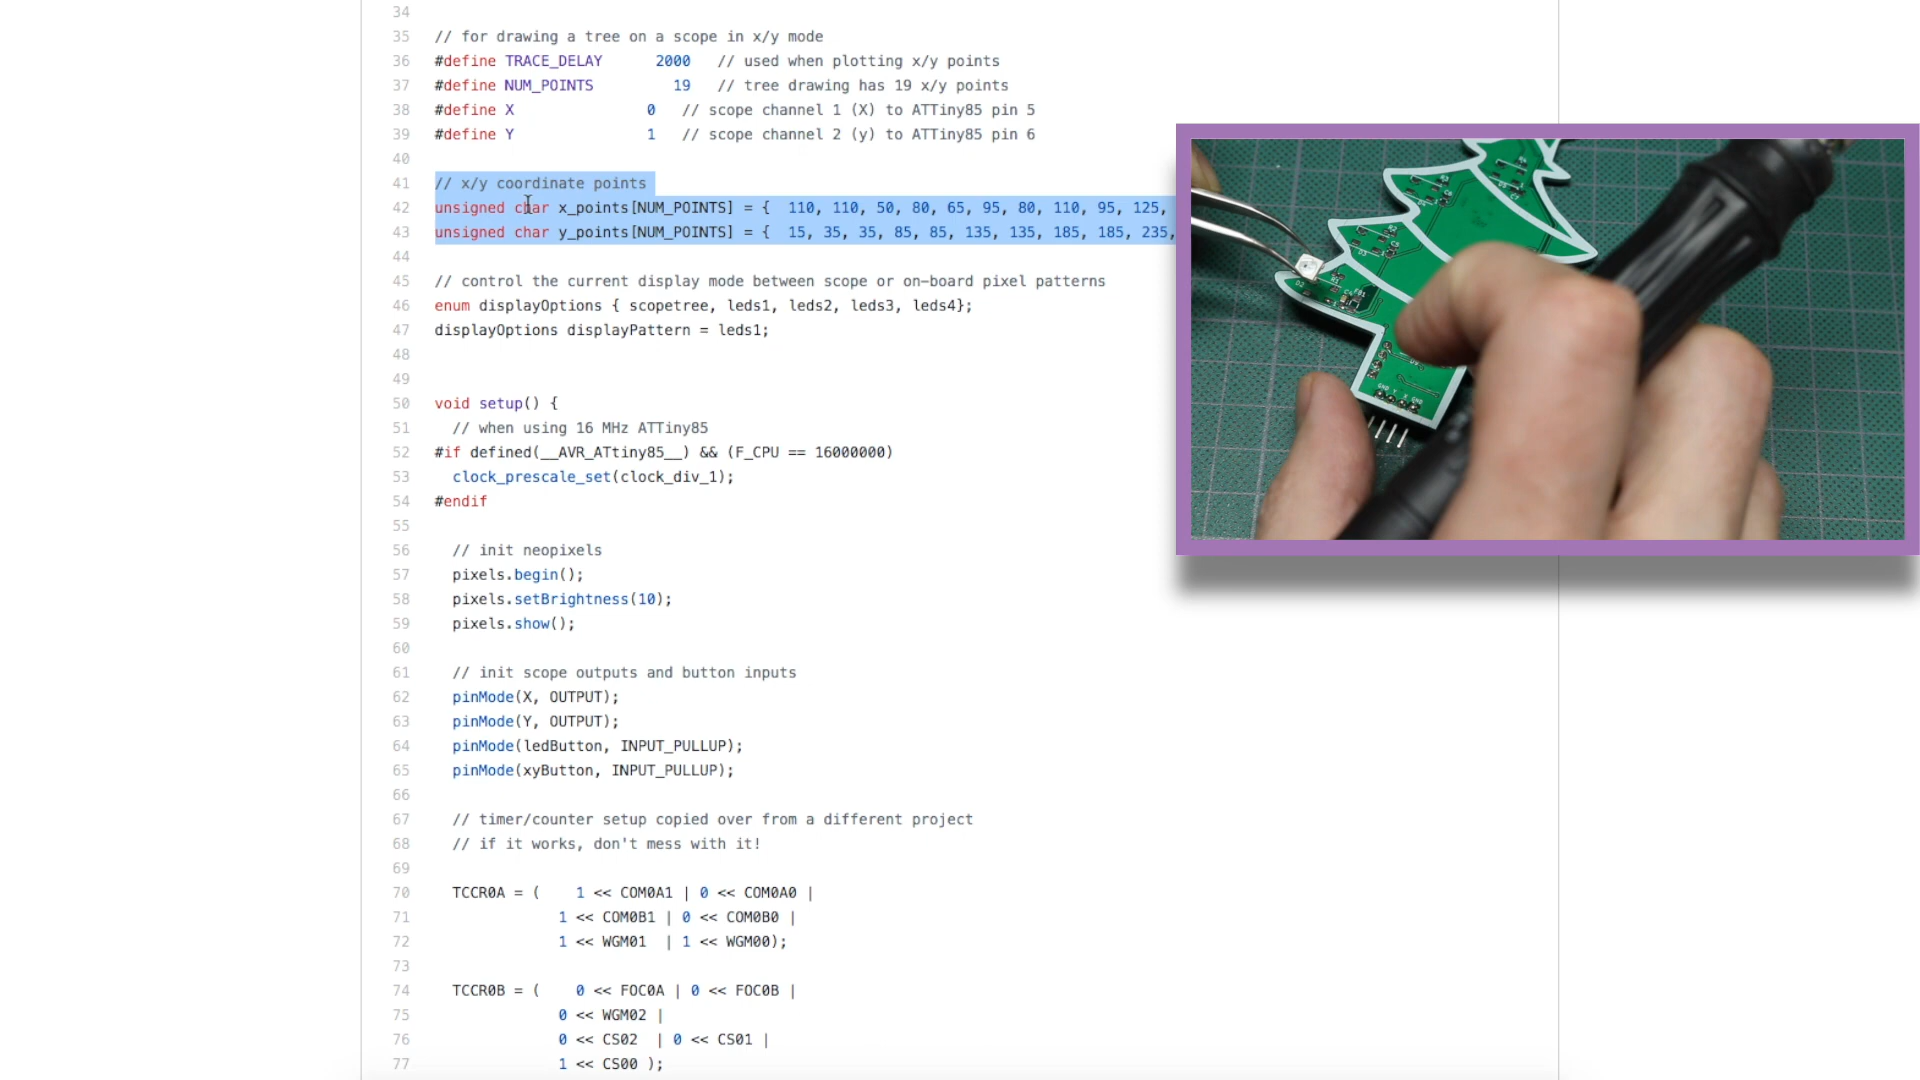 34
35 // for drawing a tree on a scope in x/y mode
36 #define TRACE_DELAY 2000 // used when plotting x/y points
37 #define NUM_POINTS 19 // tree drawing has 19 x/y points
38 #define X 0 // scope channel 1 (X) to ATTiny85 pin 5
39 #define Y 1 // scope channel 2 (y) to ATTiny85 pin 6
40
41 // x/y coordinate points
42 unsigned char x_points[NUM_POINTS] = { 110, 110, 50, 80, 65, 95, 80, 110, 95, 125,
43 unsigned char y_points[NUM_POINTS] = { 15, 35, 35, 85, 85, 135, 135, 185, 185, 235,
44
45 // control the current display mode between scope or on-board pixel patterns
46 enum displayOptions { scopetree, leds1, leds2, leds3, leds4};
47 displayOptions displayPattern = leds1;
48
49
50 void setup() {
51 // when using 16 MHz ATTiny85
52 #if defined(__AVR_ATtiny85__) && (F_CPU == 16000000)
53 clock_prescale_set(clock_div_1);
54 #endif
55
56 // init neopixels
57 pixels.begin();
58 pixels.setBrightness(10);
59 pixels.show();
60
61 // init scope outputs and button inputs
62 pinMode(X, OUTPUT);
63 pinMode(Y, OUTPUT);
64 pinMode(ledButton, INPUT_PULLUP);
65 pinMode(xyButton, INPUT_PULLUP);
66
67 // timer/counter setup copied over from a different project
68 // if it works, don't mess with it!
69
70 TCCR0A = ( 1 << COM0A1 | 0 << COM0A0 |
71 1 << COM0B1 | 0 << COM0B0 |
72 1 << WGM01 | 1 << WGM00);
73
74 TCCR0B = ( 0 << FOC0A | 0 << FOC0B |
75 0 << WGM02 |
76 0 << CS02 | 0 << CS01 |
77 1 << CS00 );
GND Y X GND